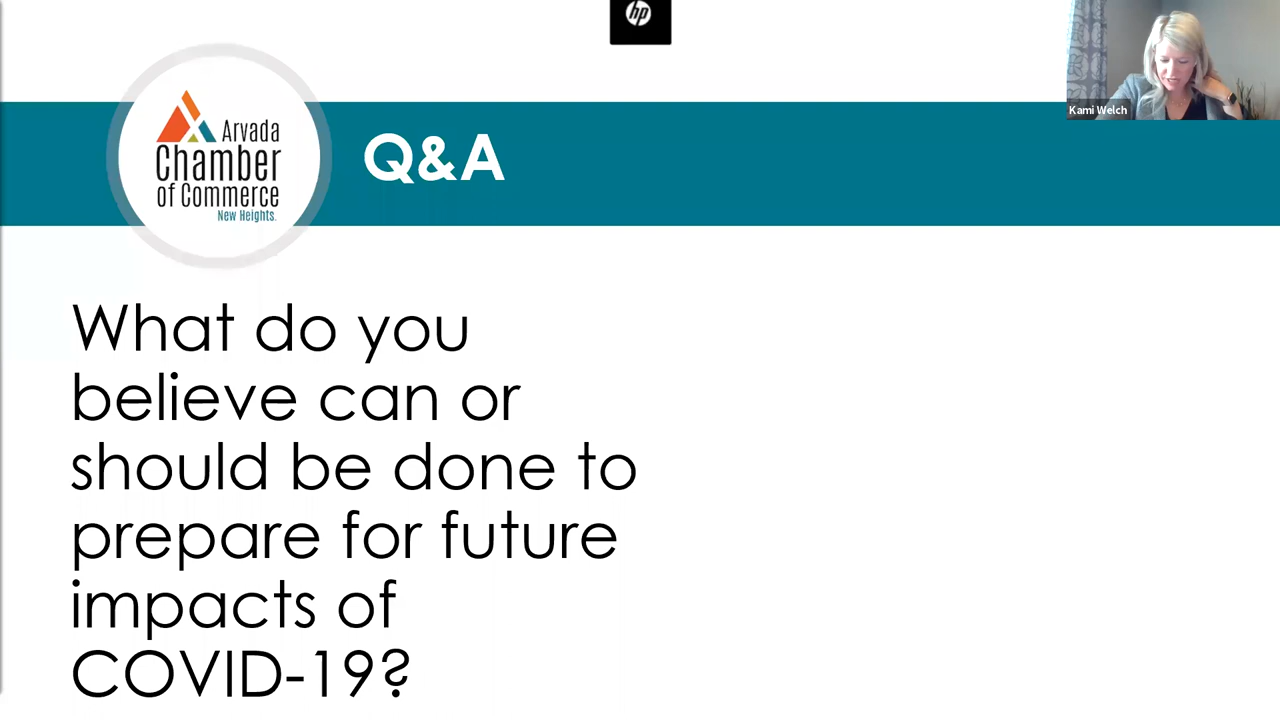 hp
Kami Welch
Arvada
Chamber
of Commerce
New Heights.
Q&A
What do you
believe can or
should be done to
prepare for future
impacts of
COVID-19?